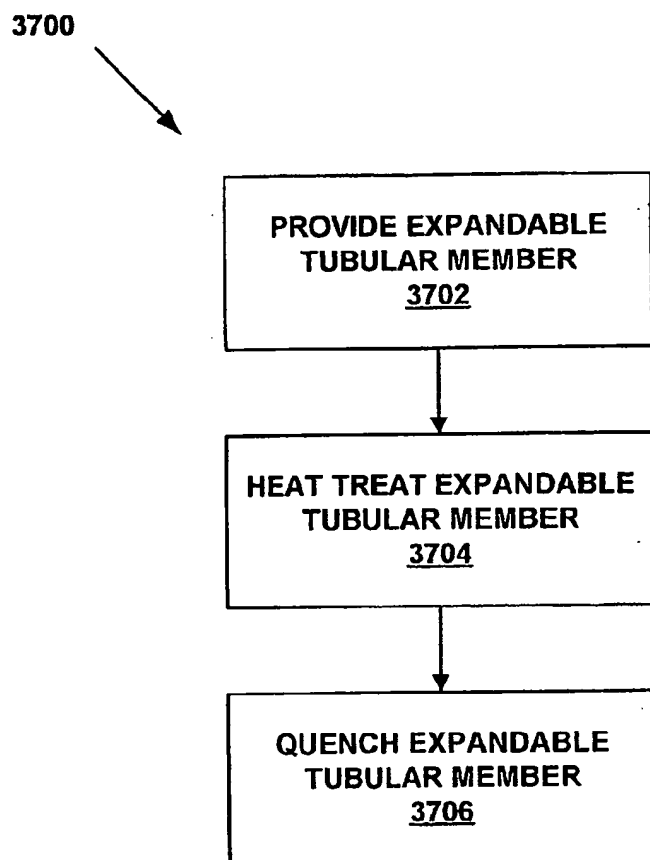 3700
PROVIDE EXPANDABLE
TUBULAR MEMBER
3702
HEAT TREAT EXPANDABLE
TUBULAR MEMBER
3704
QUENCH EXPANDABLE
TUBULAR MEMBER
3706